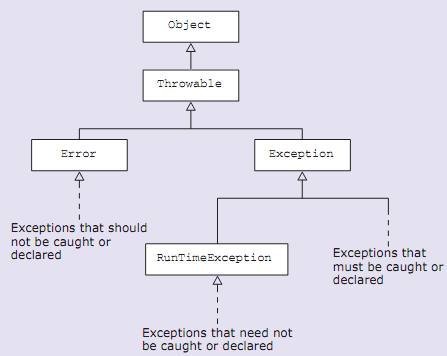 Object
Throwable
Error
Exception
Exceptions that should
not be caught or
declared
RunTimeException
Exceptions that
must be caught or
declared
Exceptions that need not
be caught or declared